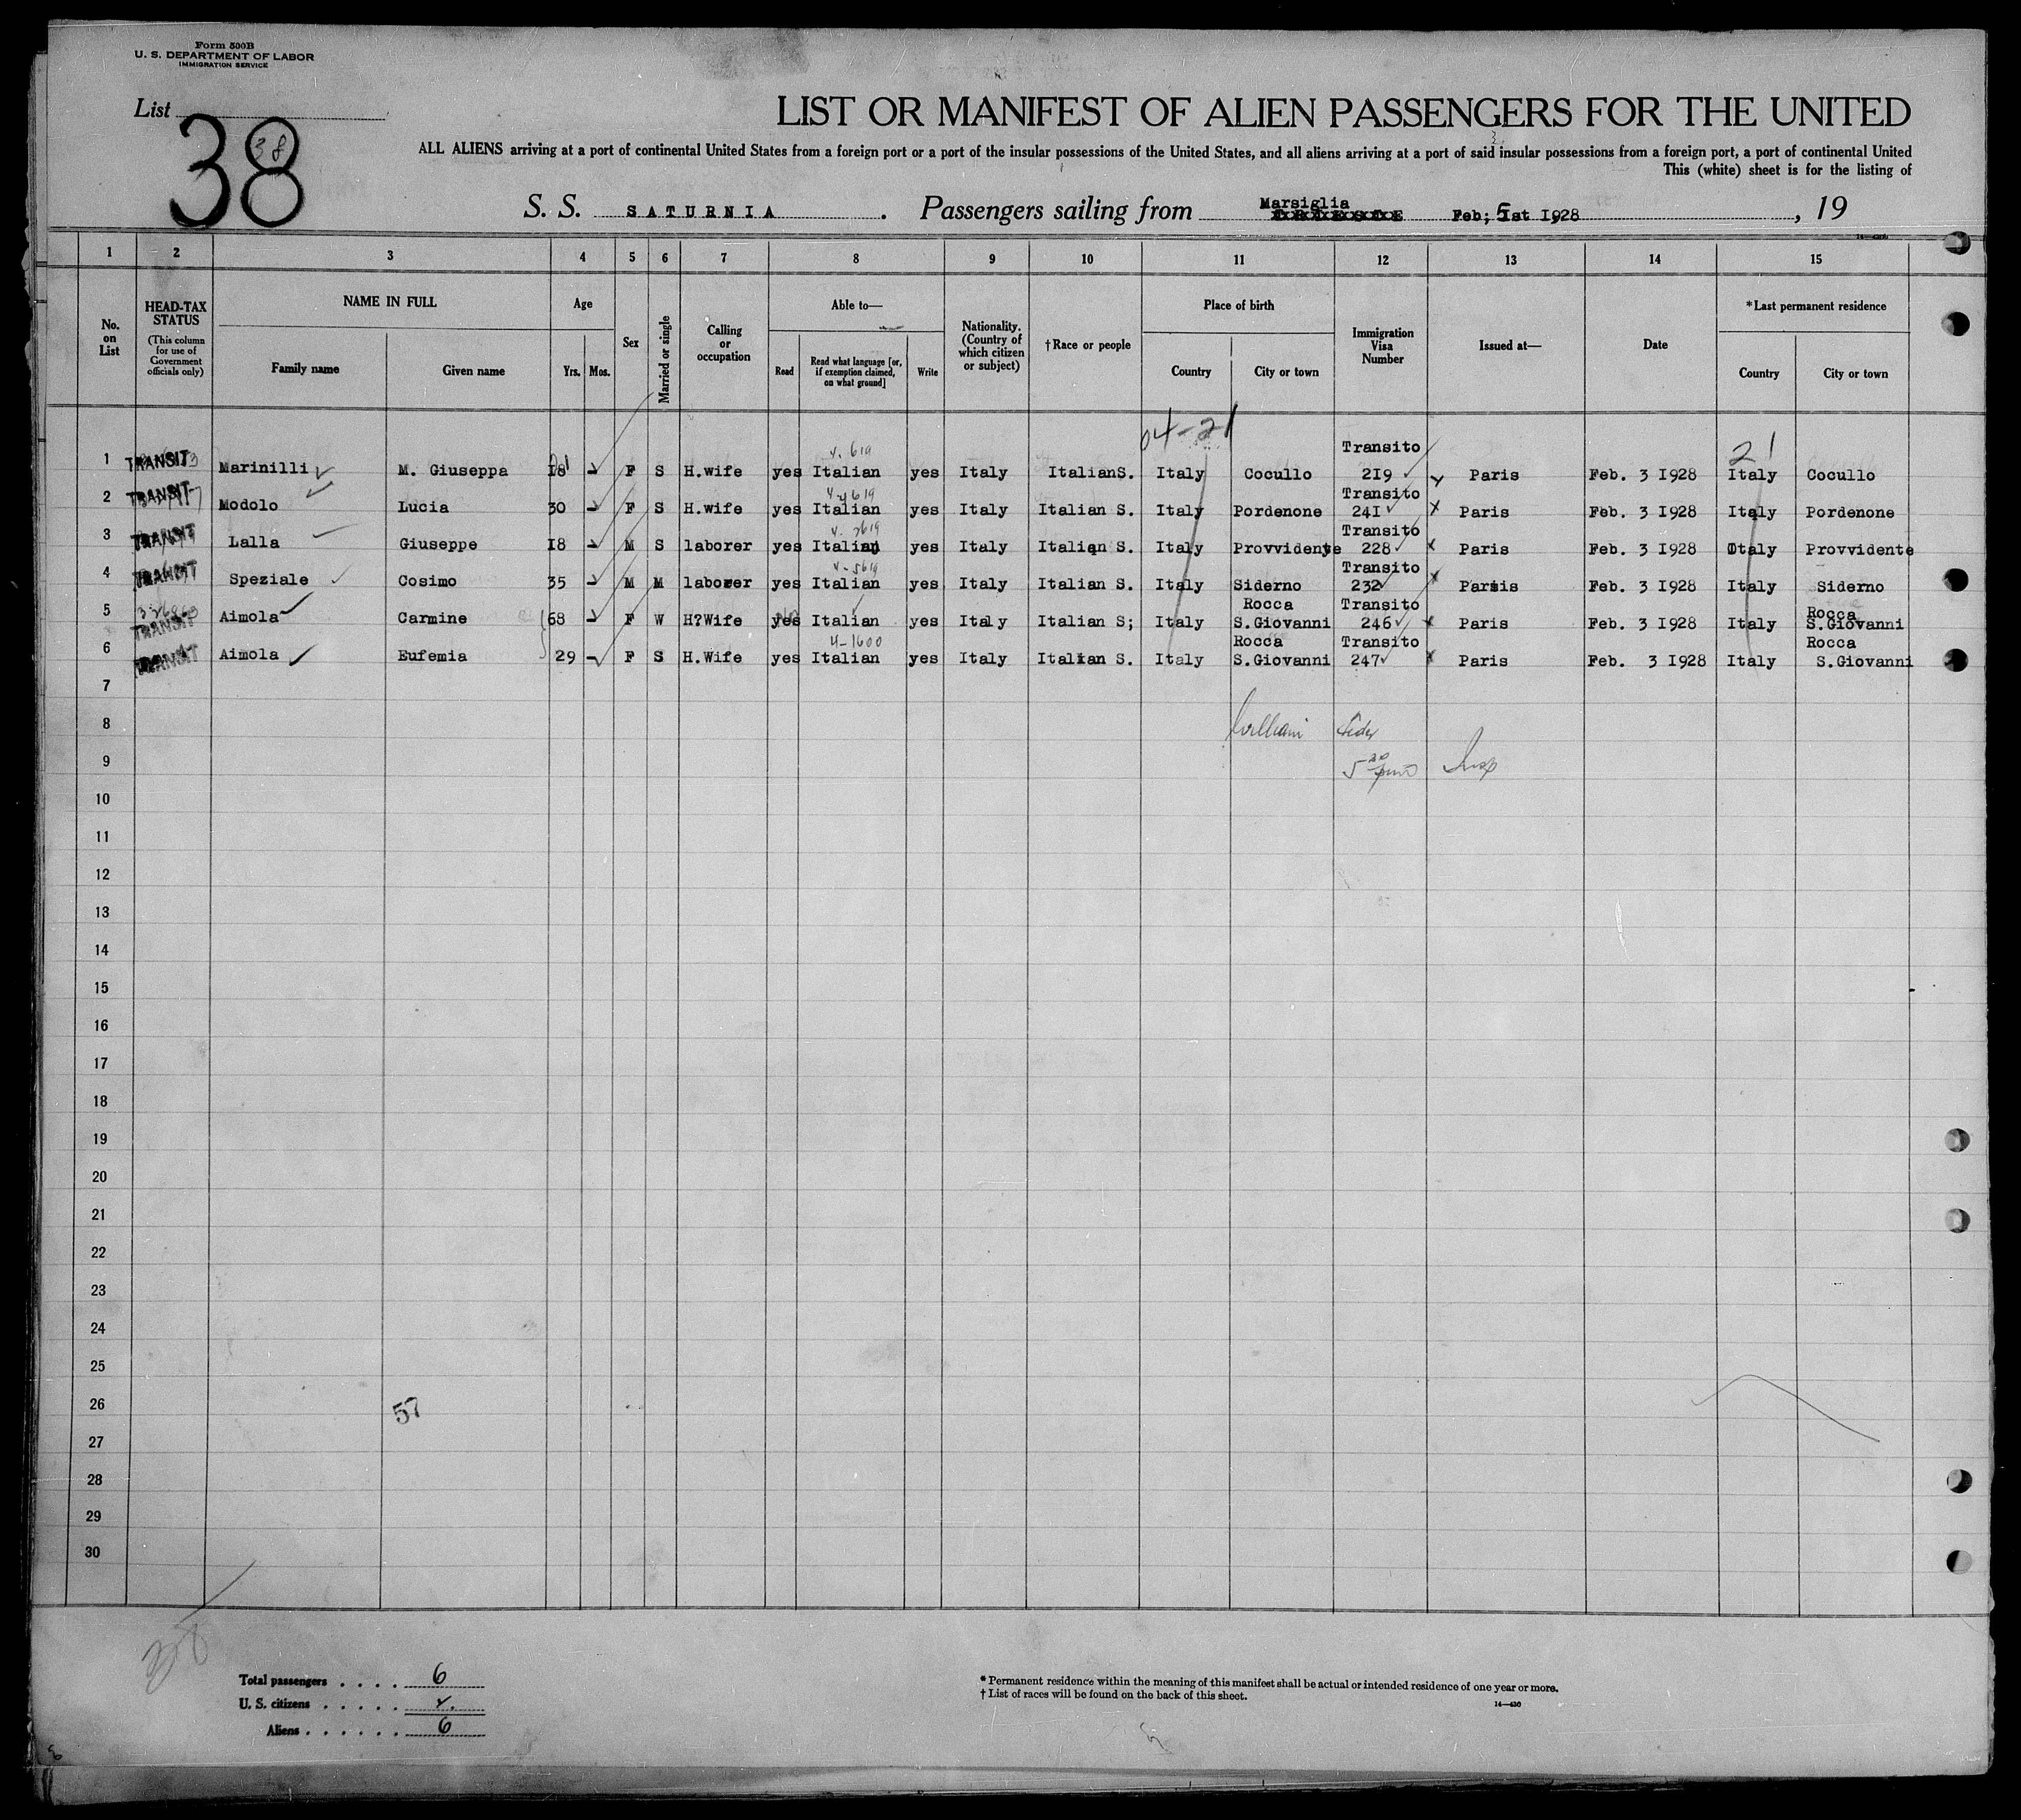 Form 500B
U. S. DEPARTMENT OF LABOR
IMMIGRATION SERVICE
List
38
38
LIST OR MANIFEST OF ALIEN PASSENGERS FOR THE UNITED
ALL ALIENS arriving at a port of continental United States from a foreign port or a port of the insular possessions of the United States, and all aliens arriving at a port of said insular possessions from a foreign port, a port of continental United
This (white) sheet is for the listing of
S. S. SATURNIA . Passengers sailing from Marsiglia Feb; 5 1st 1928 , 19
1 2 3 4 5 6 7 8 9 10 11 12 13 14 15
No. on List
HEAD-TAX STATUS
(This column for use of Government officials only)
NAME IN FULL
Family name
Given name
Age
Yrs. Mos.
Sex
Married or single
Calling or occupation
Able to—
Read
Read what language [or, if exemption claimed, on what ground]
Write
Nationality. (Country of which citizen or subject)
†Race or people
Place of birth
Country
City or town
Immigration Visa Number
Issued at—
Date
*Last permanent residence
Country
City or town
04-21
21
1 TRANSIT Marinilli M. Giuseppa 18 - F S H.wife yes Italian yes Italy ItalianS. Italy Cocullo Transito 219 Paris Feb. 3 1928 Italy Cocullo
2 TRANSIT Modolo Lucia 30 - F S H.wife yes Italian yes Italy Italian S. Italy Pordenone Transito 241 Paris Feb. 3 1928 Italy Pordenone
3 TRANSIT Lalla Giuseppe 18 - M S laborer yes Italian yes Italy Italian S. Italy Provvidente Transito 228 Paris Feb. 3 1928 Italy Provvidente
4 TRANSIT Speziale Cosimo 35 - M M laborer yes Italian yes Italy Italian S. Italy Siderno Transito 232 Parsis Feb. 3 1928 Italy Siderno
5 TRANSIT Aimola Carmine 68 - F W H?Wife yes Italian yes Italy Italian S; Italy Rocca S.Giovanni Transito 246 Paris Feb. 3 1928 Italy Rocca S.Giovanni
6 TRANSIT Aimola Eufemia 29 - F S H.Wife yes 4-1600 Italian yes Italy Italian S. Italy Rocca S.Giovanni Transito 247 Paris Feb. 3 1928 Italy Rocca S.Giovanni
7
8 William
9 Insp
10
11
12
13
14
15
16
17
18
19
20
21
22
23
24
25
26 57
27
28
29
30
38
Total passengers . . . . 6
U. S. citizens . . . . .
Aliens . . . . . . 6
* Permanent residence within the meaning of this manifest shall be actual or intended residence of one year or more.
† List of races will be found on the back of this sheet.
14—430